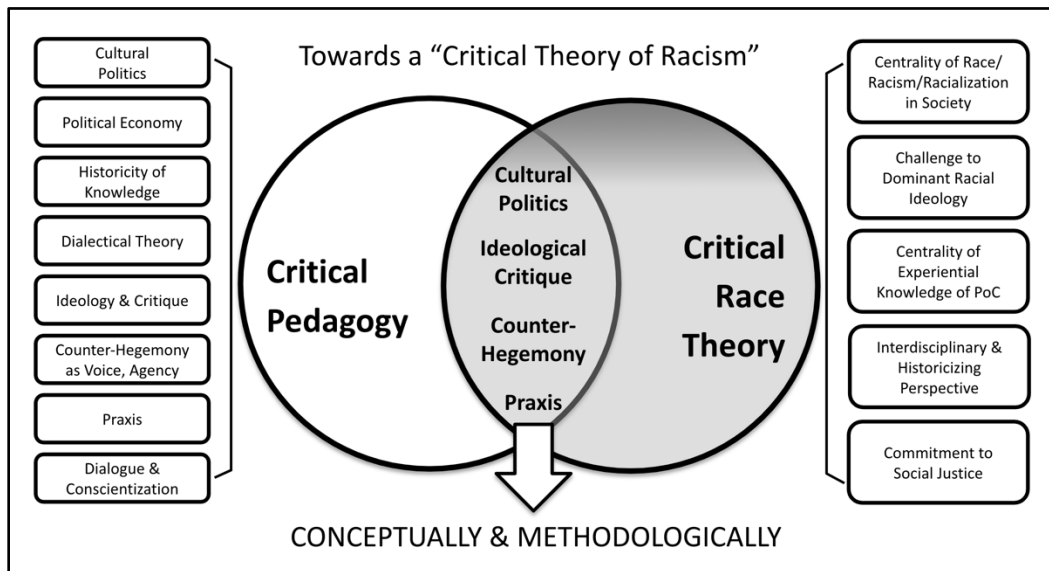 Towards a “Critical Theory of Racism”
Cultural
Politics
Political Economy
Historicity of
Knowledge
Dialectical Theory
Ideology & Critique
Counter-Hegemony
as Voice, Agency
Praxis
Dialogue &
Conscientization
Critical
Pedagogy
Cultural
Politics
Ideological
Critique
Counter-
Hegemony
Praxis
Critical
Race
Theory
Centrality of Race/
Racism/Racialization
in Society
Challenge to
Dominant Racial
Ideology
Centrality of
Experiential
Knowledge of PoC
Interdisciplinary &
Historicizing
Perspective
Commitment to
Social Justice
CONCEPTUALLY & METHODOLOGICALLY